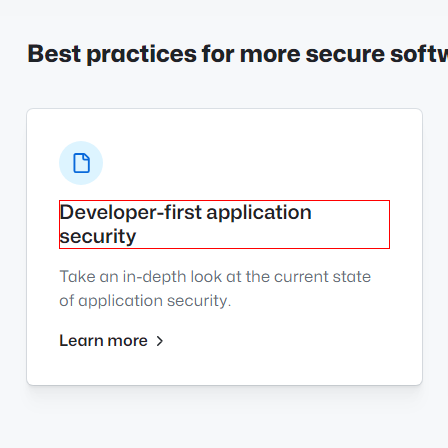 Best practices for more secure softw
Developer-first application
security
Take an in-depth look at the current state
of application security.
Learn more